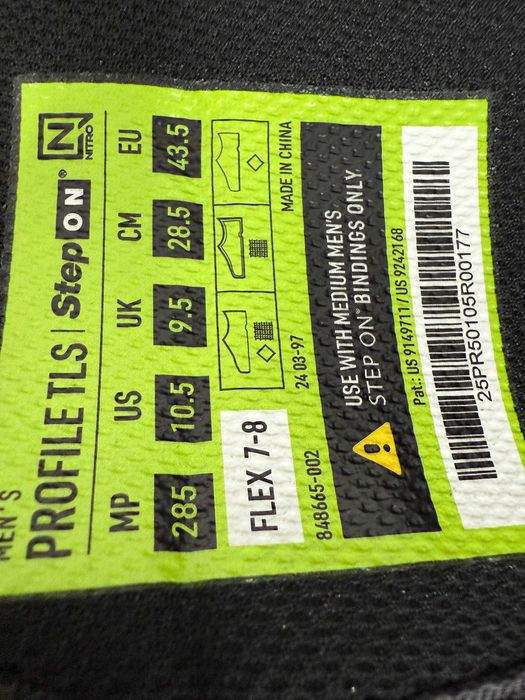 MEN'S
PROFILE TLS | Step ON® N NITRO
MP US UK CM EU
285 10.5 9.5 28.5 43.5
FLEX 7-8
848665-002 24 03-97 MADE IN CHINA
USE WITH MEDIUM MEN'S
STEP ON® BINDINGS ONLY
Pat.: US 9149711 / US 9242168
25PR50105R00177